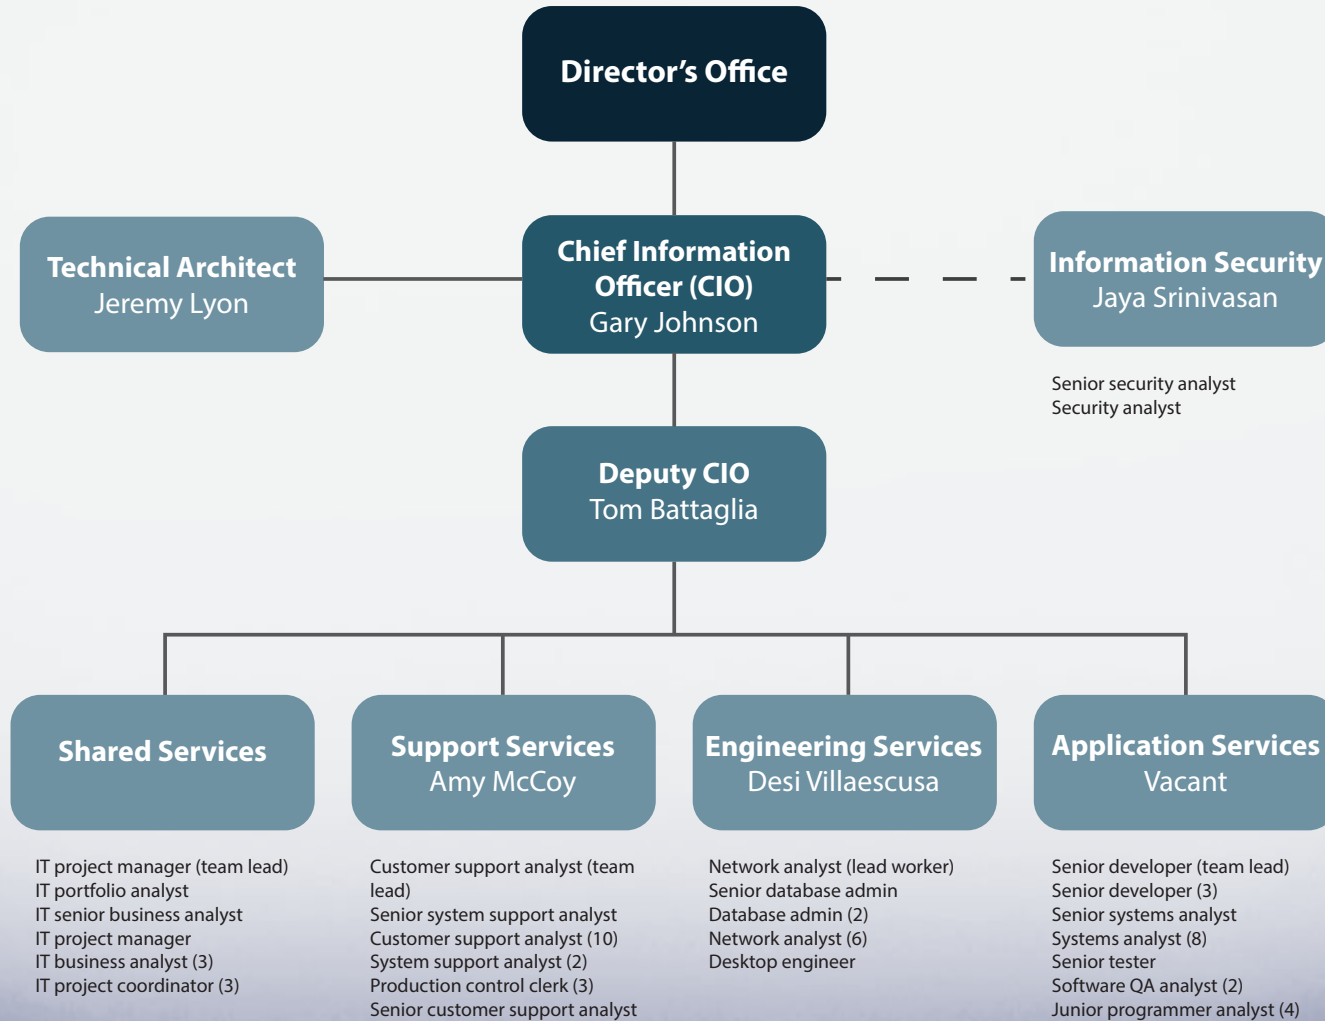 Director's Office
Technical Architect
Jeremy Lyon
Chief Information
Officer (CIO)
Gary Johnson
Information Security
Jaya Srinivasan
Senior security analyst
Security analyst
Deputy CIO
Tom Battaglia
Shared Services
IT project manager (team lead)
IT portfolio analyst
IT senior business analyst
IT project manager
IT business analyst (3)
IT project coordinator (3)
Support Services
Amy McCoy
Customer support analyst (team
lead)
Senior system support analyst
Customer support analyst (10)
System support analyst (2)
Production control clerk (3)
Senior customer support analyst
Engineering Services
Desi Villaescusa
Network analyst (lead worker)
Senior database admin
Database admin (2)
Network analyst (6)
Desktop engineer
Application Services
Vacant
Senior developer (team lead)
Senior developer (3)
Senior systems analyst
Systems analyst (8)
Senior tester
Software QA analyst (2)
Junior programmer analyst (4)